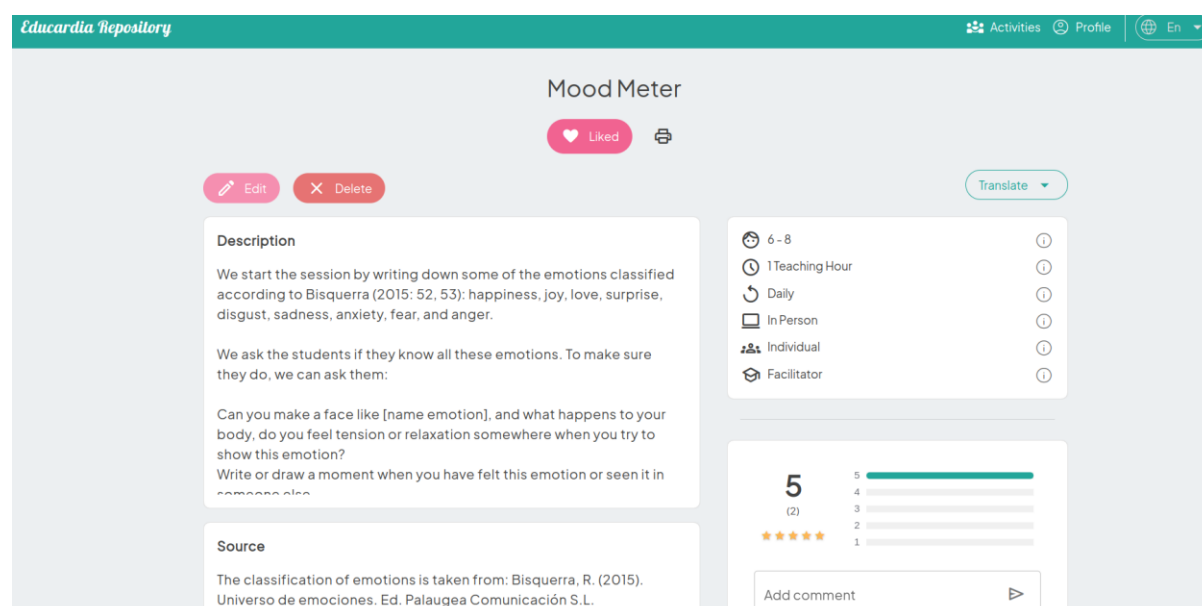 Educardia Repository
Activities
Profile
En
Mood Meter
Liked
Edit
Delete
Translate
Description
We start the session by writing down some of the emotions classified
according to Bisquerra (2015: 52, 53): happiness, joy, love, surprise,
disgust, sadness, anxiety, fear, and anger.
We ask the students if they know all these emotions. To make sure
they do, we can ask them:
Can you make a face like [name emotion], and what happens to your
body, do you feel tension or relaxation somewhere when you try to
show this emotion?
Write or draw a moment when you have felt this emotion or seen it in
someone else
Source
The classification of emotions is taken from: Bisquerra, R. (2015).
Universo de emociones. Ed. Palaugea Comunicación S.L.
6 - 8
1 Teaching Hour
Daily
In Person
Individual
Facilitator
5
(2)
5
4
3
2
1
Add comment